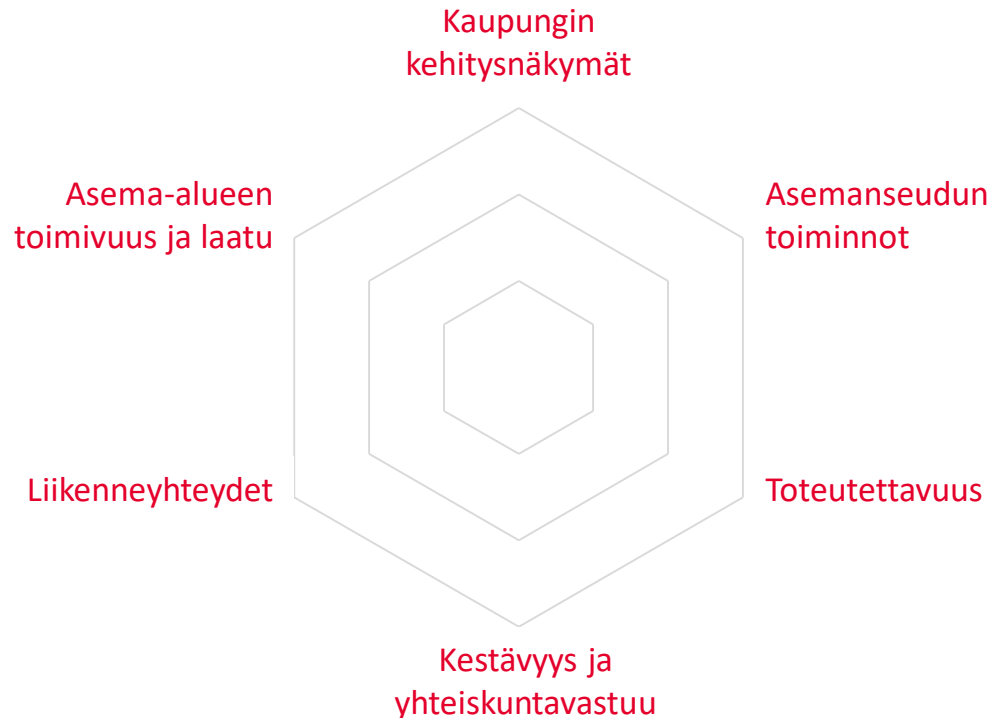 Kaupungin
kehitysnäkymät
Asemanseudun
toiminnot
Toteutettavuus
Kestävyys ja
yhteiskuntavastuu
Liikenneyhteydet
Asema-alueen
toimivuus ja laatu